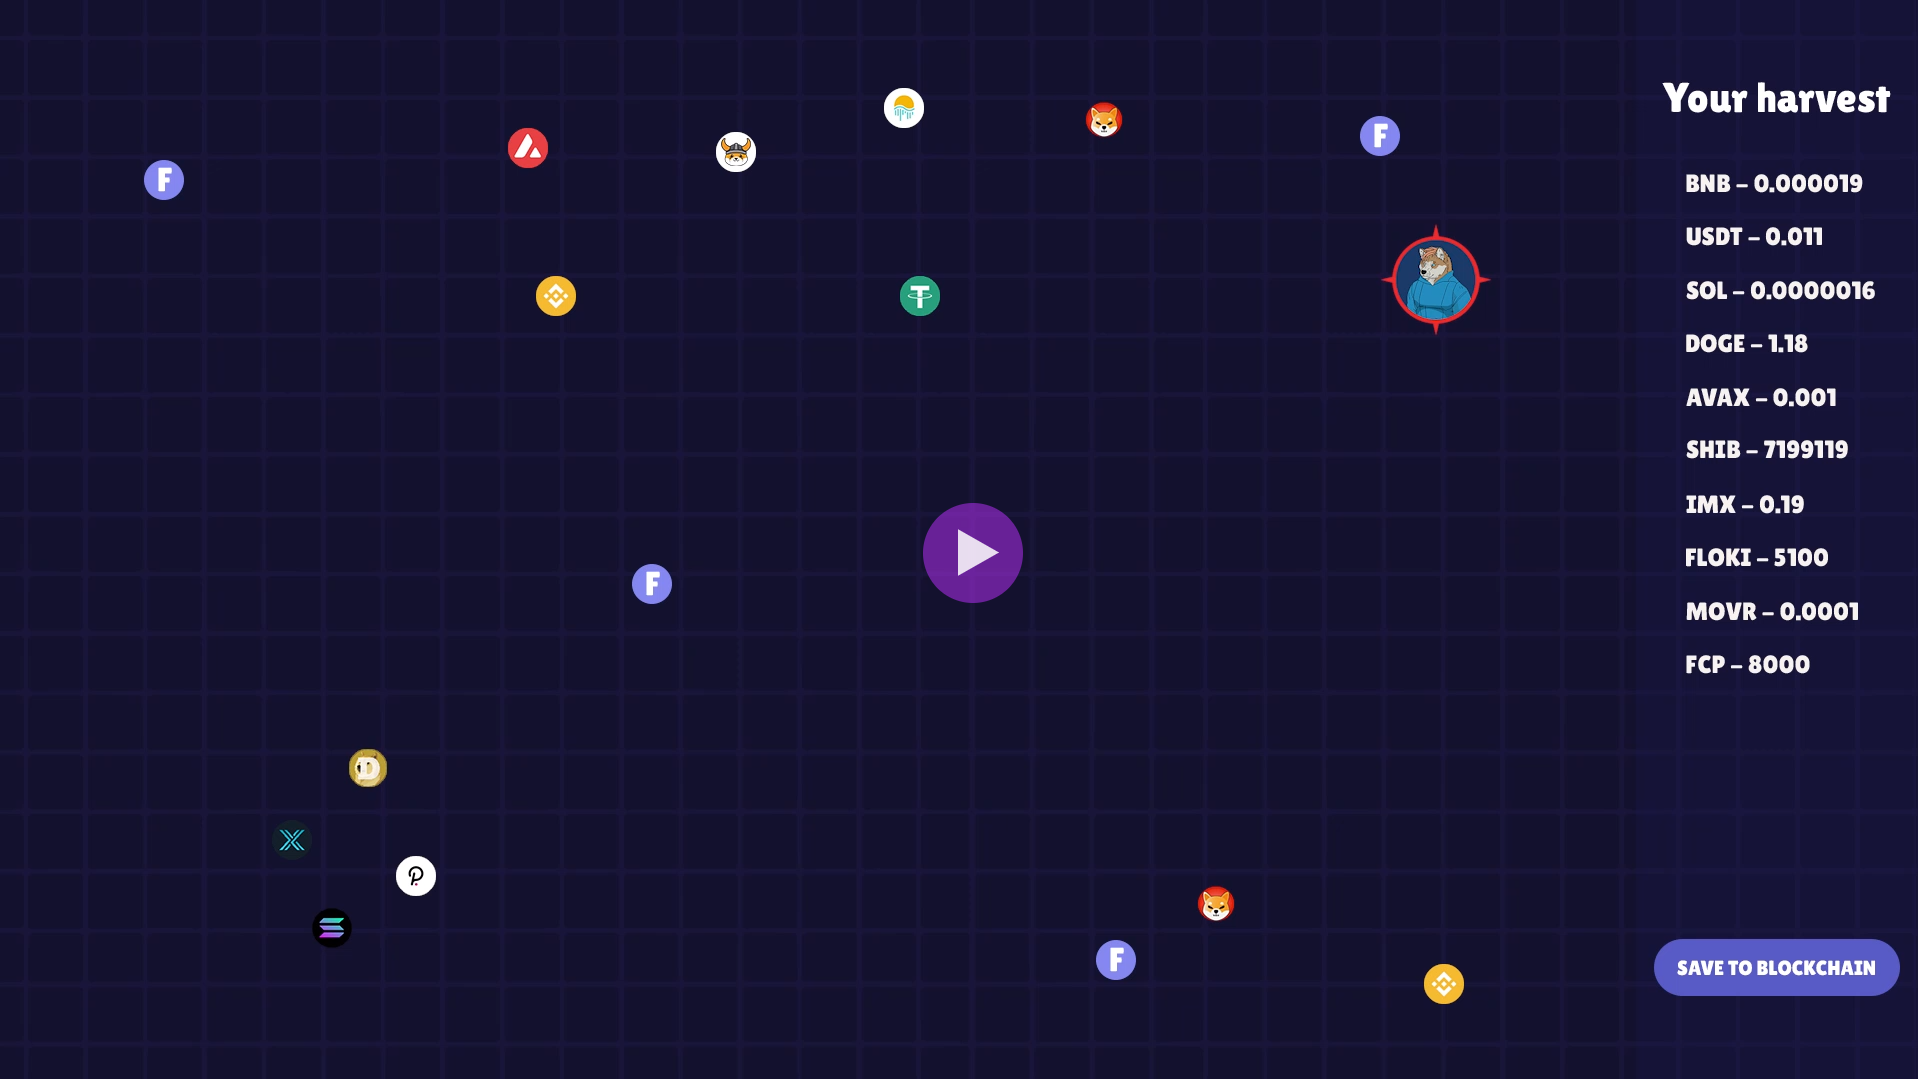 Your harvest
BNB – 0.000019
USDT – 0.011
SOL – 0.0000016
DOGE – 1.18
AVAX – 0.001
SHIB – 7199119
IMX – 0.19
FLOKI – 5100
MOVR – 0.0001
FCP – 8000
SAVE TO BLOCKCHAIN
F
F
F
F
D